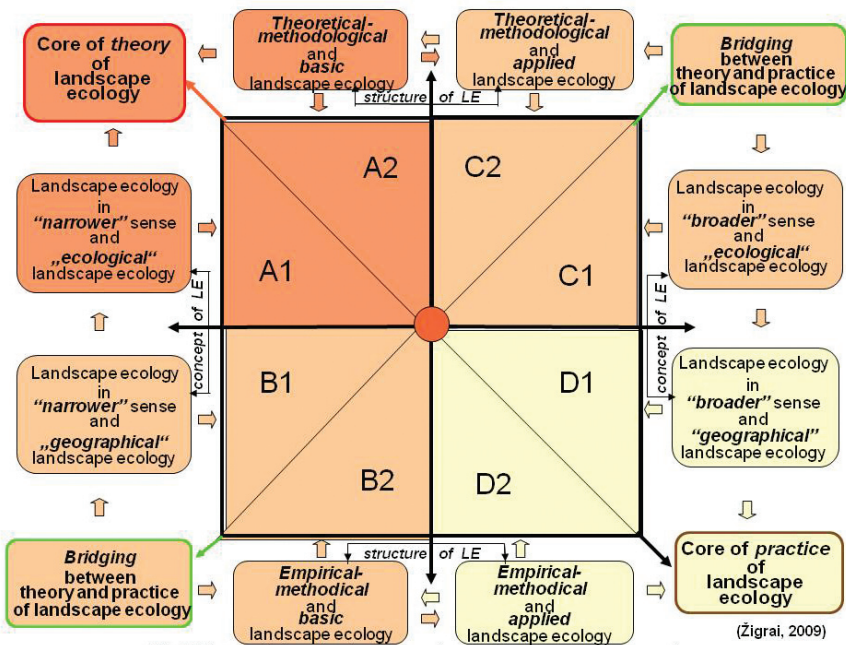 Core of theory
of
landscape
ecology
Theoretical-
methodological
and
basic
landscape ecology
Theoretical-
methodological
and
applied
landscape ecology
Bridging
between
theory and practice
of landscape ecology
structure of LE
Landscape ecology
in
“narrower” sense
and
„ecological“
landscape ecology
A2
C2
A1
C1
Landscape ecology
in
“broader” sense
and
„ecological“
landscape ecology
concept of LE
concept of LE
Landscape ecology
in
“narrower” sense
and
„geographical“
landscape ecology
B1
D1
B2
D2
Landscape ecology
in
“broader” sense
and
“geographical”
landscape ecology
structure of LE
Bridging
between
theory and practice
of landscape ecology
Empirical-
methodical
and
basic
landscape ecology
Empirical-
methodical
and
applied
landscape ecology
Core of practice
of
landscape
ecology
(Žigrai, 2009)